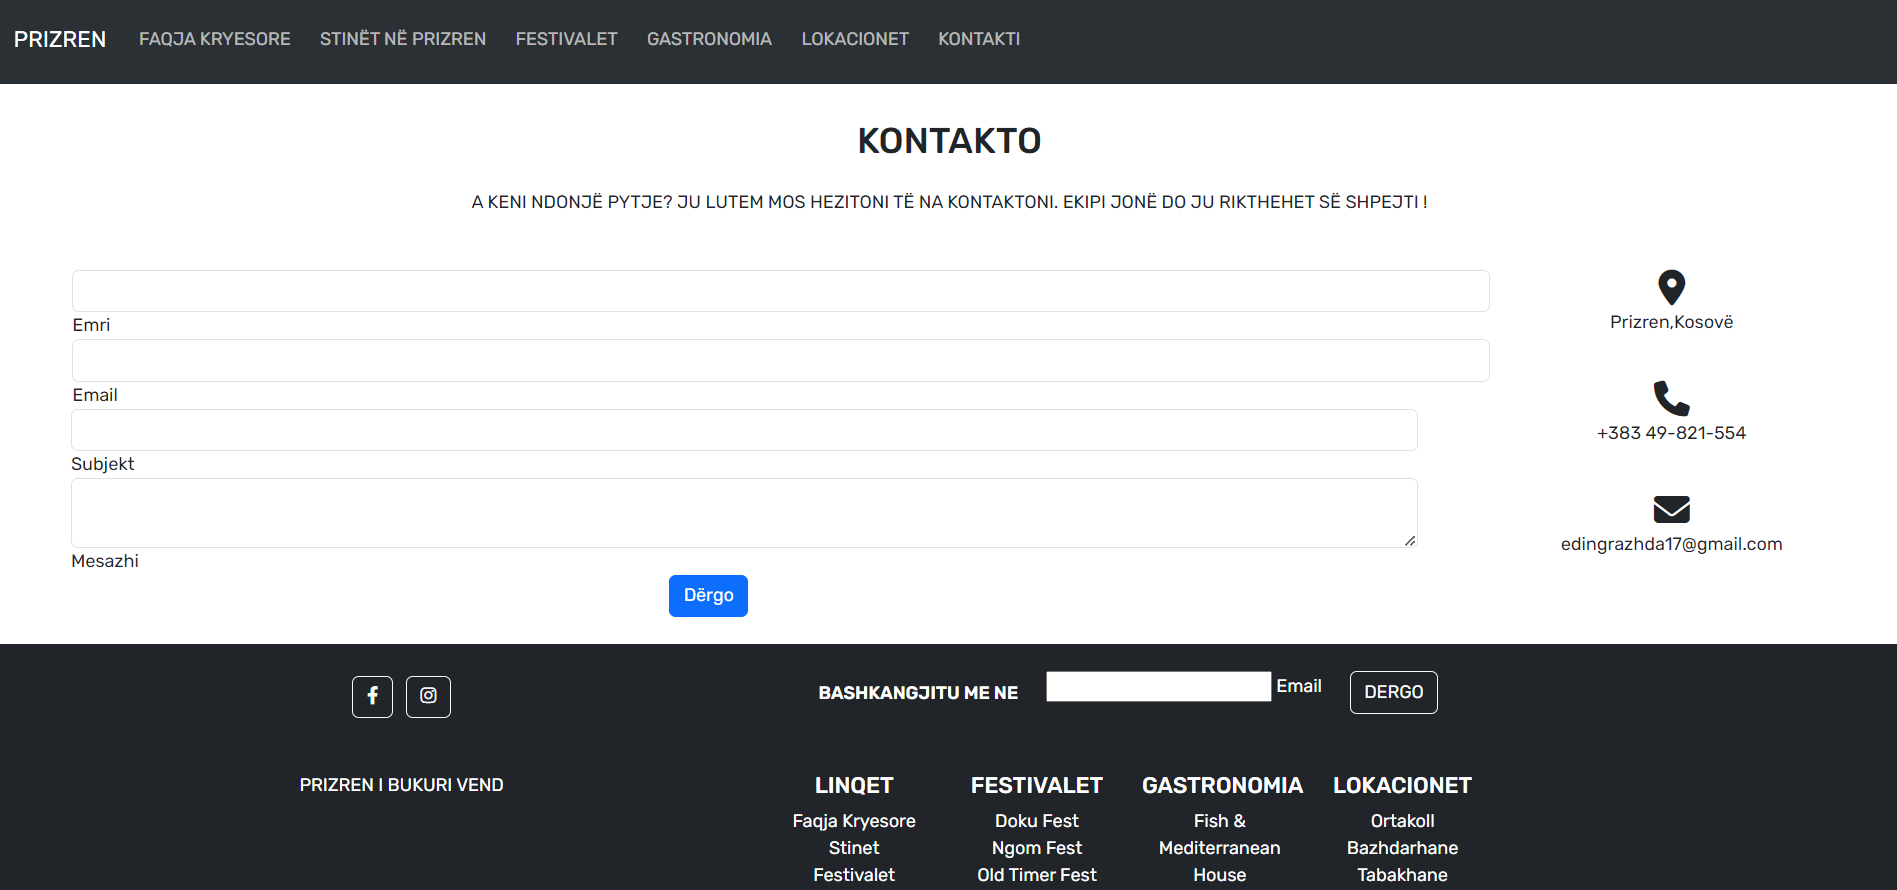 PRIZREN FAQJA KRYESORE STINËT NË PRIZREN FESTIVALET GASTRONOMIA LOKACIONET KONTAKTI
KONTAKTO
A KENI NDONJË PYTJE? JU LUTEM MOS HEZITONI TË NA KONTAKTONI. EKIPI JONË DO JU RIKTHEHET SË SHPEJTI !
Emri
Email
Subjekt
Mesazhi
Dërgo
Prizren,Kosovë
+383 49-821-554
edingrazhda17@gmail.com
BASHKANGJITU ME NE Email DERGO
PRIZREN I BUKURI VEND
LINQET
Faqja Kryesore
Stinet
Festivalet
FESTIVALET
Doku Fest
Ngom Fest
Old Timer Fest
GASTRONOMIA
Fish &
Mediterranean
House
LOKACIONET
Ortakoll
Bazhdarhane
Tabakhane